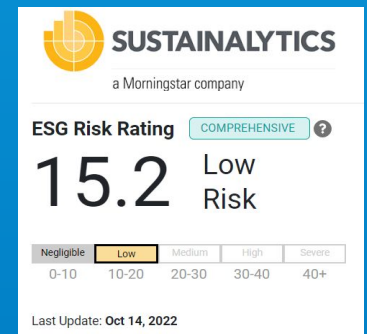 SUSTAINALYTICS
a Morningstar company
ESG Risk Rating COMPREHENSIVE ?
15.2 Low Risk
Negligible Low Medium High Severe
0-10 10-20 20-30 30-40 40+
Last Update: Oct 14, 2022